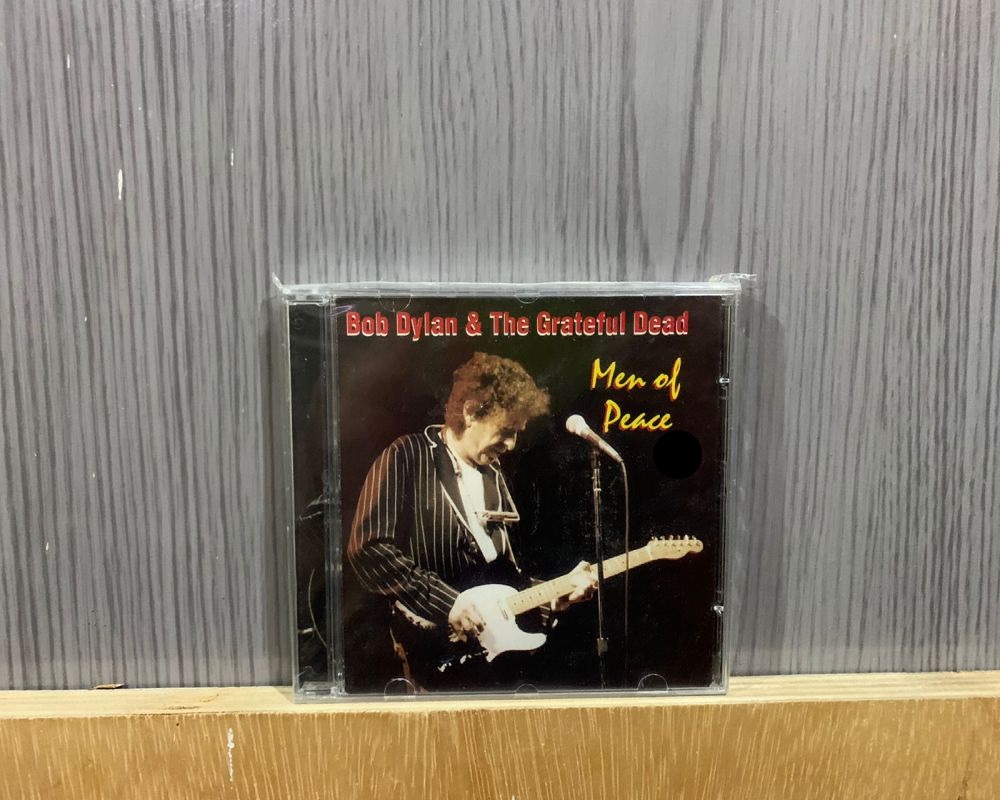 Bob Dylan & The Grateful Dead
Men of
Peace